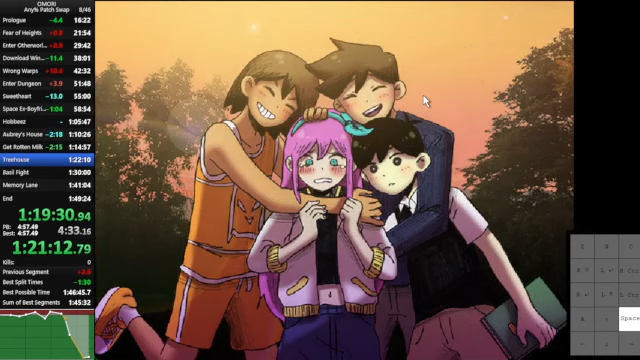 OMORI
Any% Patch Swap 8/46
Prologue -4.4 16:22
Fear of Heights +0.8 21:54
Enter Otherworl... +8.9 29:42
Download Win... -11.4 38:01
Wrong Warps +10.4 42:32
Enter Dungeon +3.9 51:48
Sweetheart -13.0 55:00
Space Ex-Boyfri... -1:04 58:54
Hobbeez - 1:05:47
Aubrey's House -2:18 1:10:26
Get Rotten Milk -2:15 1:14:57
Treehouse 1:22:10
Basil Fight 1:30:00
Memory Lane 1:41:04
End 1:49:24
1:19:30.94
PB: 4:57.49
Best: 4:57.49
4:33.16
1:21:12.79
Kills: 0
Previous Segment +2.8
Best Split Times -1:30
Best Possible Time 1:46:45.7
Sum of Best Segments 1:45:32
Space